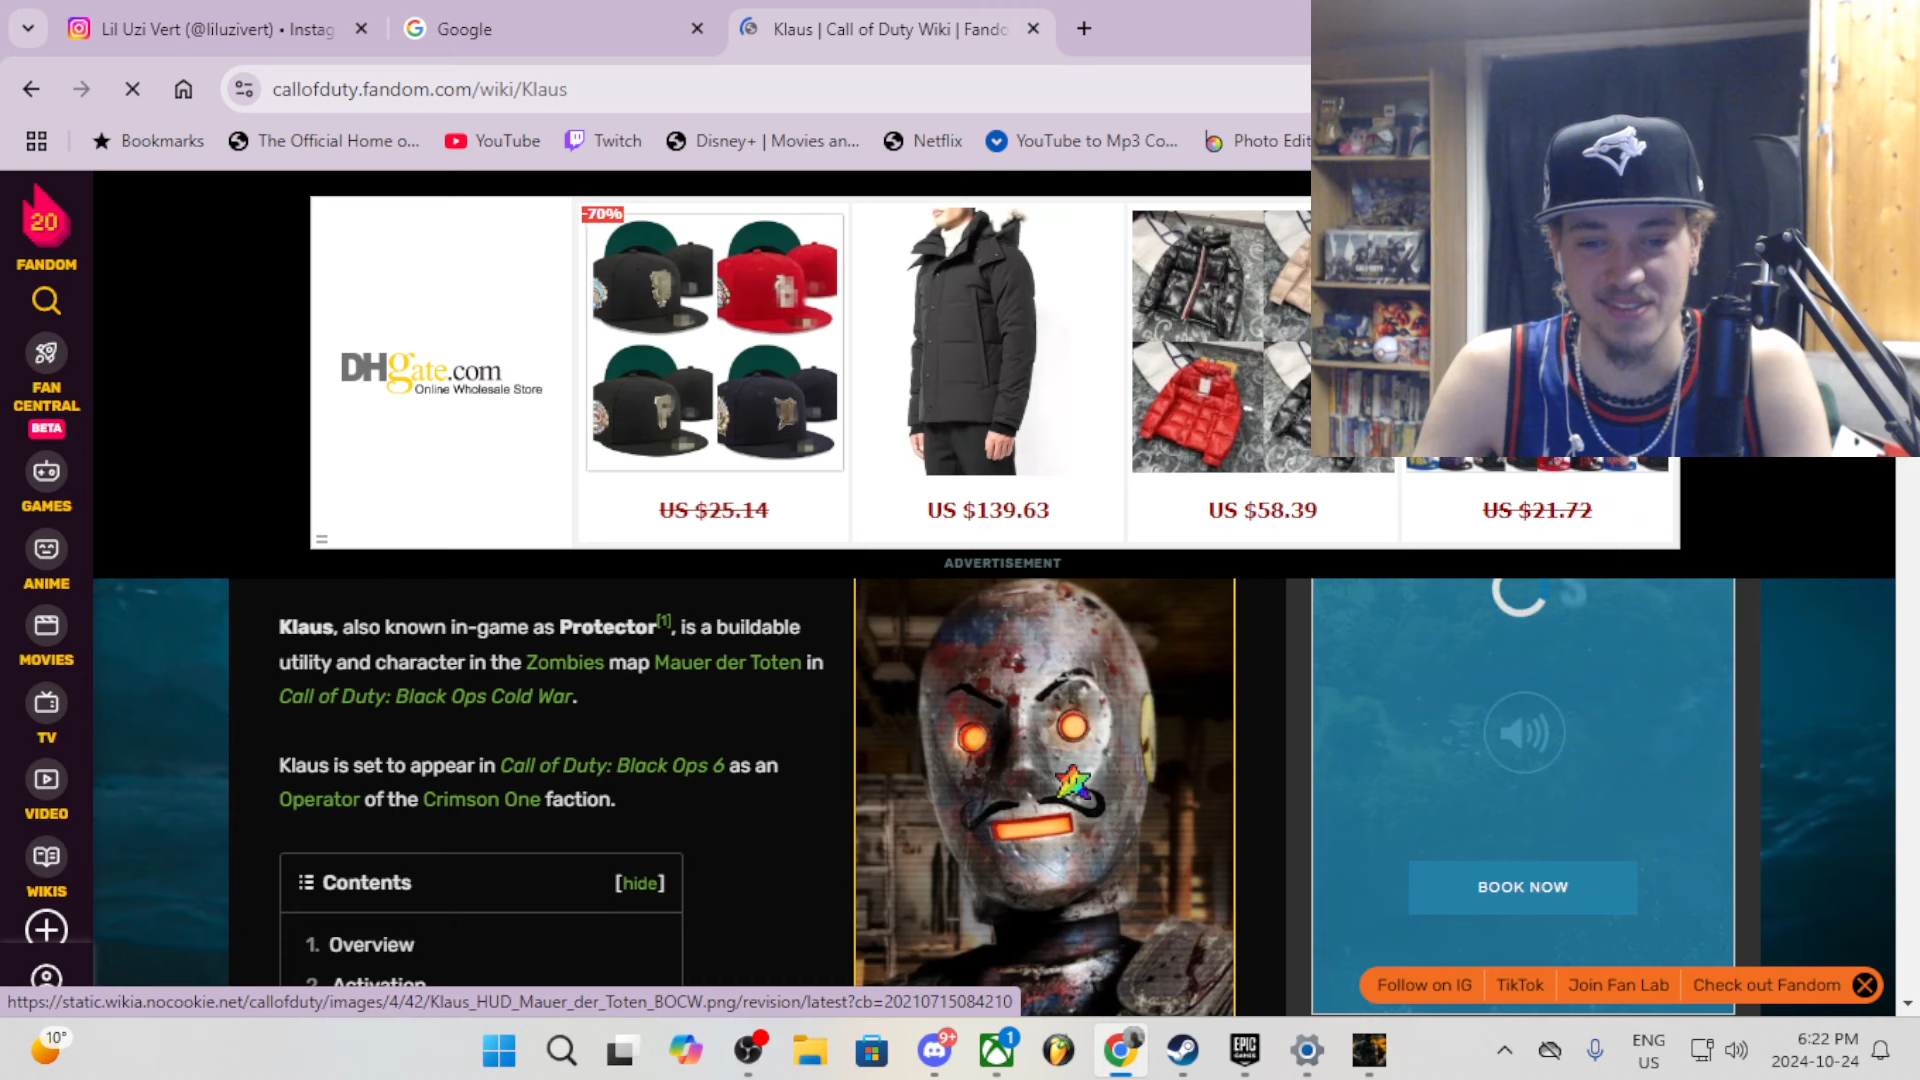 Lil Uzi Vert (@liluzivert) • Instag
Google
Klaus | Call of Duty Wiki | Fando
callofduty.fandom.com/wiki/Klaus
Bookmarks
The Official Home o...
YouTube
Twitch
Disney+ | Movies an...
Netflix
YouTube to Mp3 Co...
Photo Edit
20
FANDOM
FAN
CENTRAL
BETA
GAMES
ANIME
MOVIES
TV
VIDEO
WIKIS
DHgate.com
Online Wholesale Store
-70%
US $25.14
US $139.63
US $58.39
US $21.72
ADVERTISEMENT
Klaus, also known in-game as Protector[1], is a buildable
utility and character in the Zombies map Mauer der Toten in
Call of Duty: Black Ops Cold War.
Klaus is set to appear in Call of Duty: Black Ops 6 as an
Operator of the Crimson One faction.
Contents [hide]
1. Overview
2. Activation
BOOK NOW
Follow on IG
TikTok
Join Fan Lab
Check out Fandom
https://static.wikia.nocookie.net/callofduty/images/4/42/Klaus_HUD_Mauer_der_Toten_BOCW.png/revision/latest?cb=20210715084210
10°
9+
1
EPIC
GAMES
ENG
US
6:22 PM
2024-10-24